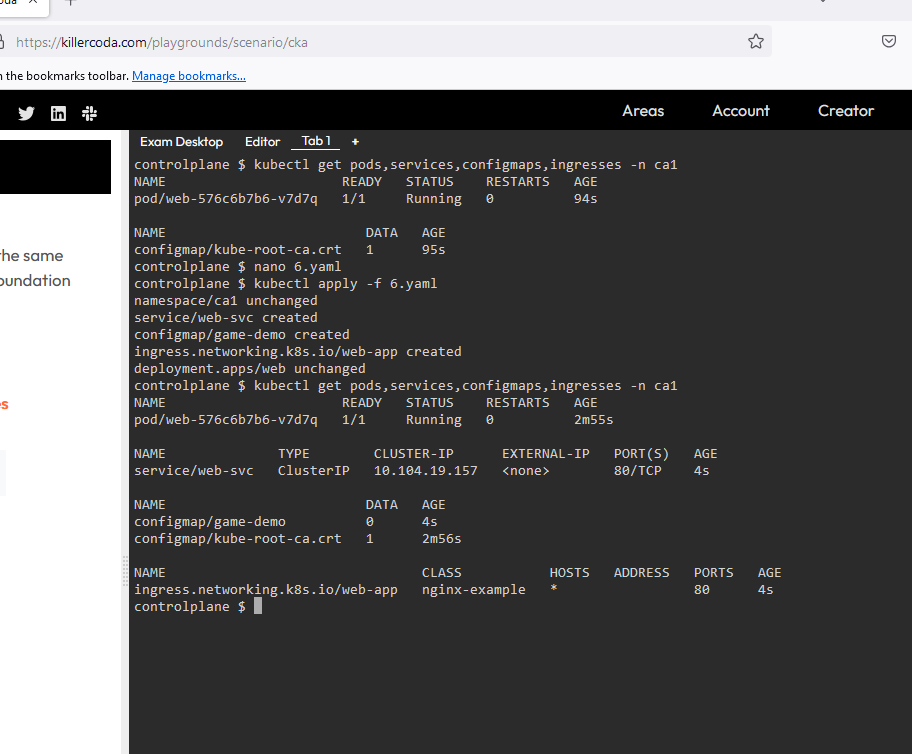 oda
https://killercoda.com/playgrounds/scenario/cka
n the bookmarks toolbar. Manage bookmarks...
Areas Account Creator
Exam Desktop Editor Tab 1 +
controlplane $ kubectl get pods,services,configmaps,ingresses -n ca1
NAME READY STATUS RESTARTS AGE
pod/web-576c6b7b6-v7d7q 1/1 Running 0 94s
NAME DATA AGE
configmap/kube-root-ca.crt 1 95s
controlplane $ nano 6.yaml
controlplane $ kubectl apply -f 6.yaml
namespace/ca1 unchanged
service/web-svc created
configmap/game-demo created
ingress.networking.k8s.io/web-app created
deployment.apps/web unchanged
controlplane $ kubectl get pods,services,configmaps,ingresses -n ca1
NAME READY STATUS RESTARTS AGE
pod/web-576c6b7b6-v7d7q 1/1 Running 0 2m55s
NAME TYPE CLUSTER-IP EXTERNAL-IP PORT(S) AGE
service/web-svc ClusterIP 10.104.19.157 <none> 80/TCP 4s
NAME DATA AGE
configmap/game-demo 0 4s
configmap/kube-root-ca.crt 1 2m56s
NAME CLASS HOSTS ADDRESS PORTS AGE
ingress.networking.k8s.io/web-app nginx-example * 80 4s
controlplane $
the same
oundation
es